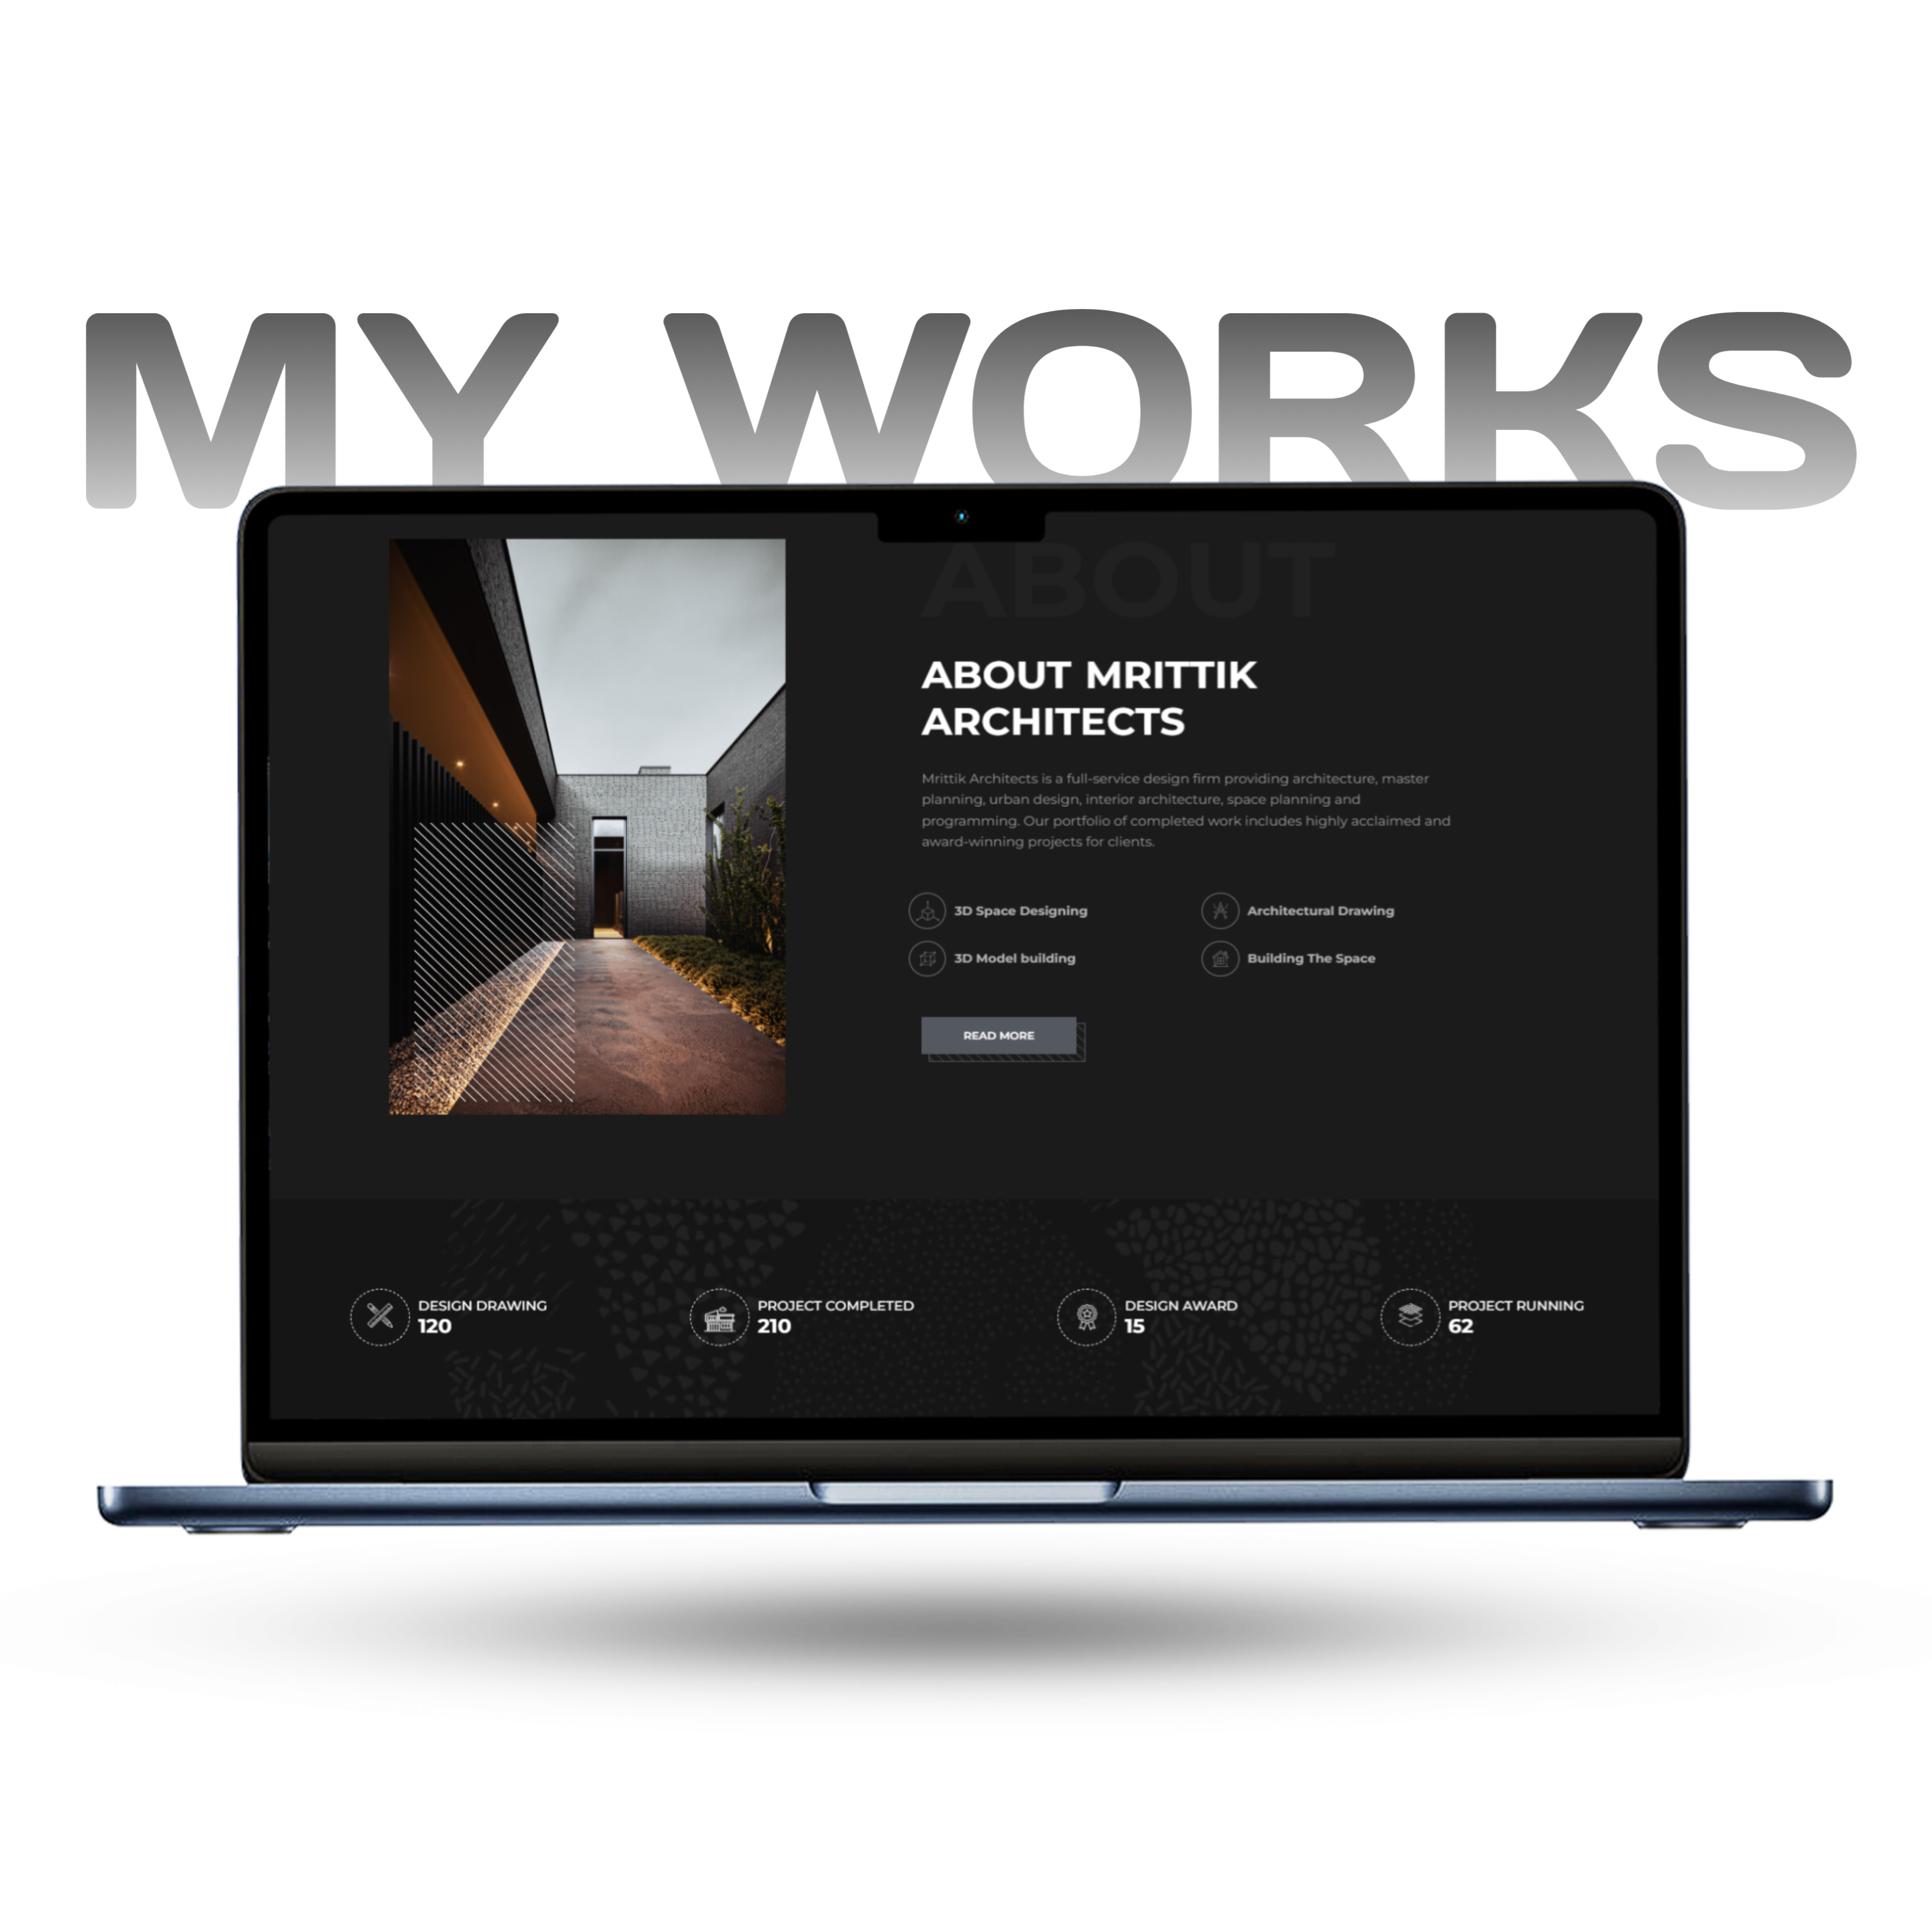 MY WORKS
ABOUT
ABOUT MRITTIK
ARCHITECTS
Mrittik Architects is a full-service design firm providing architecture, master
planning, urban design, interior architecture, space planning and
programming. Our portfolio of completed work includes highly acclaimed and
award-winning projects for clients.
3D Space Designing
Architectural Drawing
3D Model building
Building The Space
READ MORE
DESIGN DRAWING
120
PROJECT COMPLETED
210
DESIGN AWARD
15
PROJECT RUNNING
62